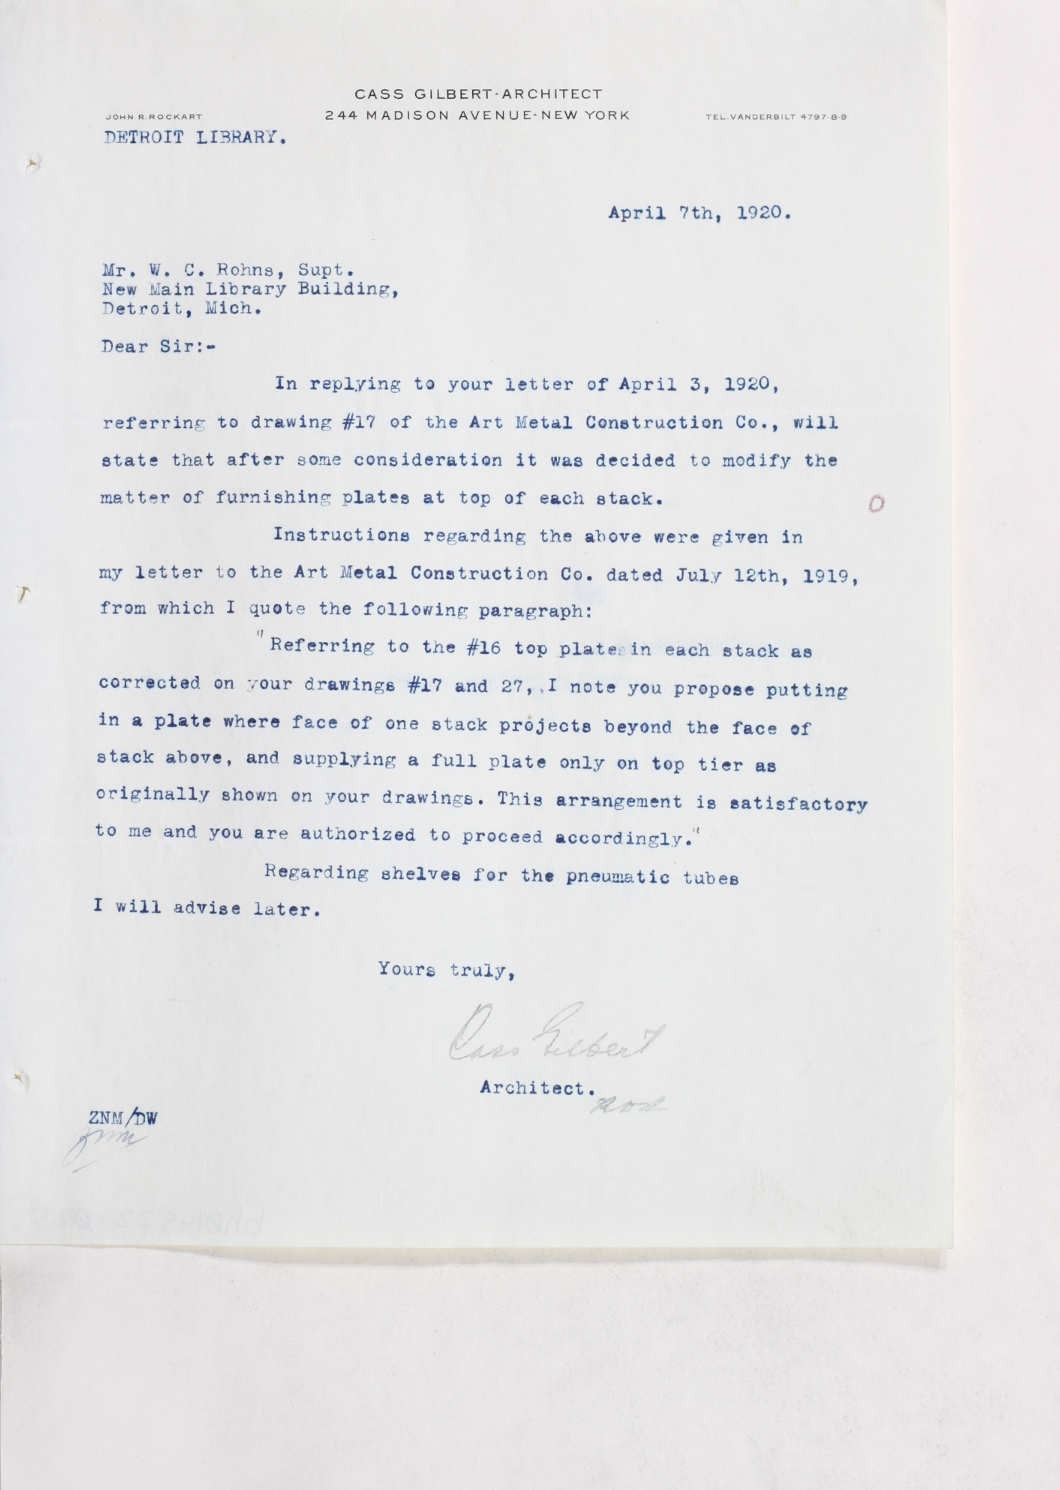 CASS GILBERT-ARCHITECT
JOHN R. ROCKART 244 MADISON AVENUE-NEW YORK TEL. VANDERBILT 4797-8-9
DETROIT LIBRARY.
April 7th, 1920.
Mr. W. C. Rohns, Supt.
New Main Library Building,
Detroit, Mich.
Dear Sir:-
In replying to your letter of April 3, 1920,
referring to drawing #17 of the Art Metal Construction Co., will
state that after some consideration it was decided to modify the
matter of furnishing plates at top of each stack.
Instructions regarding the above were given in
my letter to the Art Metal Construction Co. dated July 12th, 1919,
from which I quote the following paragraph:
"Referring to the #16 top plate in each stack as
corrected on your drawings #17 and 27, I note you propose putting
in a plate where face of one stack projects beyond the face of
stack above, and supplying a full plate only on top tier as
originally shown on your drawings. This arrangement is satisfactory
to me and you are authorized to proceed accordingly."
Regarding shelves for the pneumatic tubes
I will advise later.
Yours truly,
Cass Gilbert
Architect.
ZNM/DW
znm